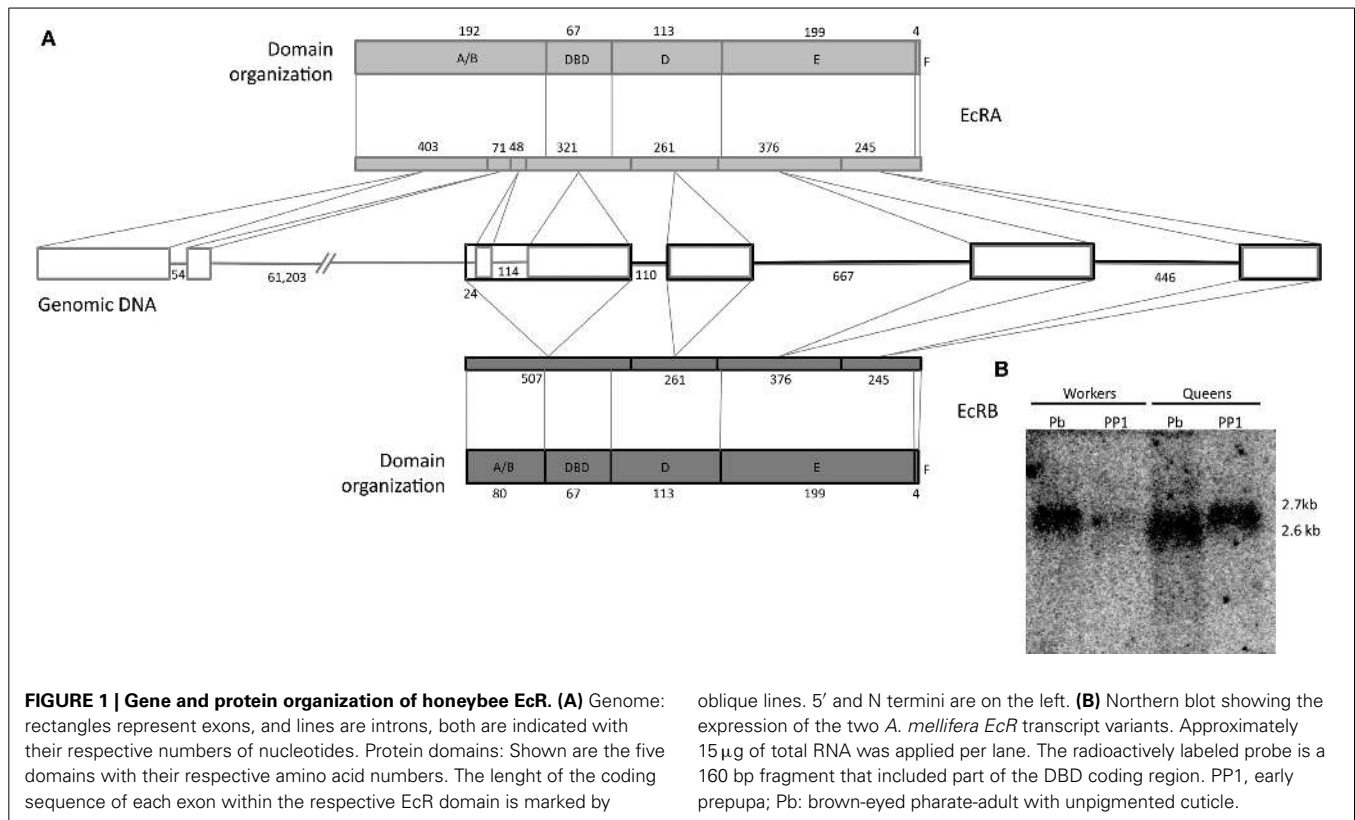 A
Domain
organization
192 67 113 199 4
A/B DBD D E F
EcRA
403 71 48 321 261 376 245
54 61,203 24 114 110 667 446
Genomic DNA
507 261 376 245
EcRB
Domain
organization
A/B DBD D E F
80 67 113 199 4
B
Workers Queens
Pb PP1 Pb PP1
2.7kb
2.6 kb
FIGURE 1 | Gene and protein organization of honeybee EcR. (A) Genome:
rectangles represent exons, and lines are introns, both are indicated with
their respective numbers of nucleotides. Protein domains: Shown are the five
domains with their respective amino acid numbers. The lenght of the coding
sequence of each exon within the respective EcR domain is marked by
oblique lines. 5′ and N termini are on the left. (B) Northern blot showing the
expression of the two A. mellifera EcR transcript variants. Approximately
15 μg of total RNA was applied per lane. The radioactively labeled probe is a
160 bp fragment that included part of the DBD coding region. PP1, early
prepupa; Pb: brown-eyed pharate-adult with unpigmented cuticle.